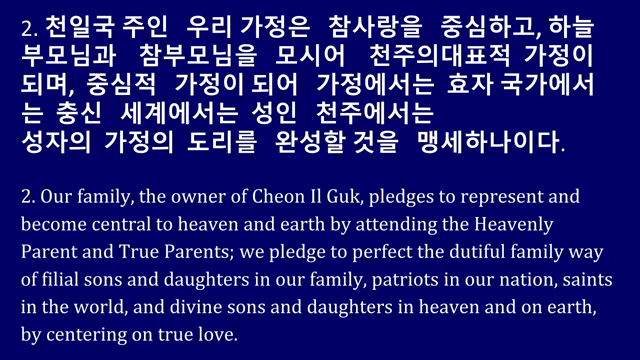 2. 천일국 주인 우리 가정은 참사랑을 중심하고, 하늘
부모님과 참부모님을 모시어 천주의대표적 가정이
되며, 중심적 가정이 되어 가정에서는 효자 국가에서
는 충신 세계에서는 성인 천주에서는
성자의 가정의 도리를 완성할 것을 맹세하나이다.
2. Our family, the owner of Cheon Il Guk, pledges to represent and
become central to heaven and earth by attending the Heavenly
Parent and True Parents; we pledge to perfect the dutiful family way
of filial sons and daughters in our family, patriots in our nation, saints
in the world, and divine sons and daughters in heaven and on earth,
by centering on true love.